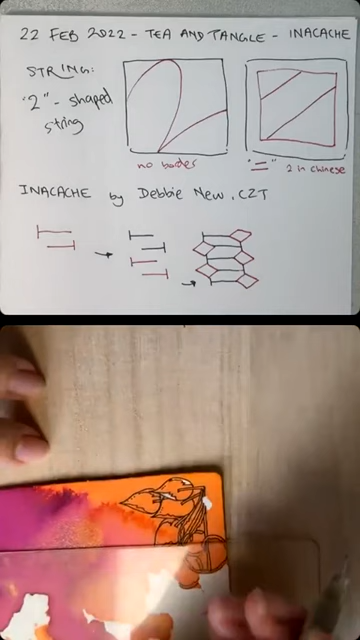 22 FEB 2022 - TEA AND TANGLE - INACACHE
STRING:
"2" - shaped
string
no border
"二" 2 in chinese
INACACHE by Debbie New, CZT